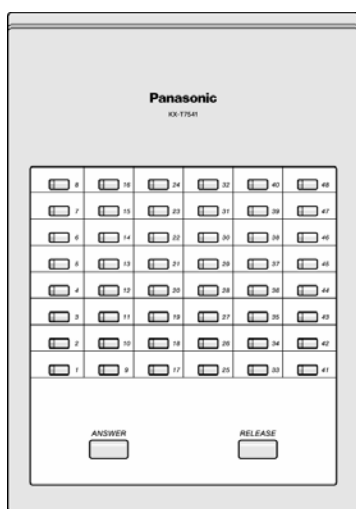 Panasonic
KX-T7541
8 16 24 32 40 48
7 15 23 31 39 47
6 14 22 30 38 46
5 13 21 29 37 45
4 12 20 28 36 44
3 11 19 27 35 43
2 10 18 26 34 42
1 9 17 25 33 41
ANSWER RELEASE